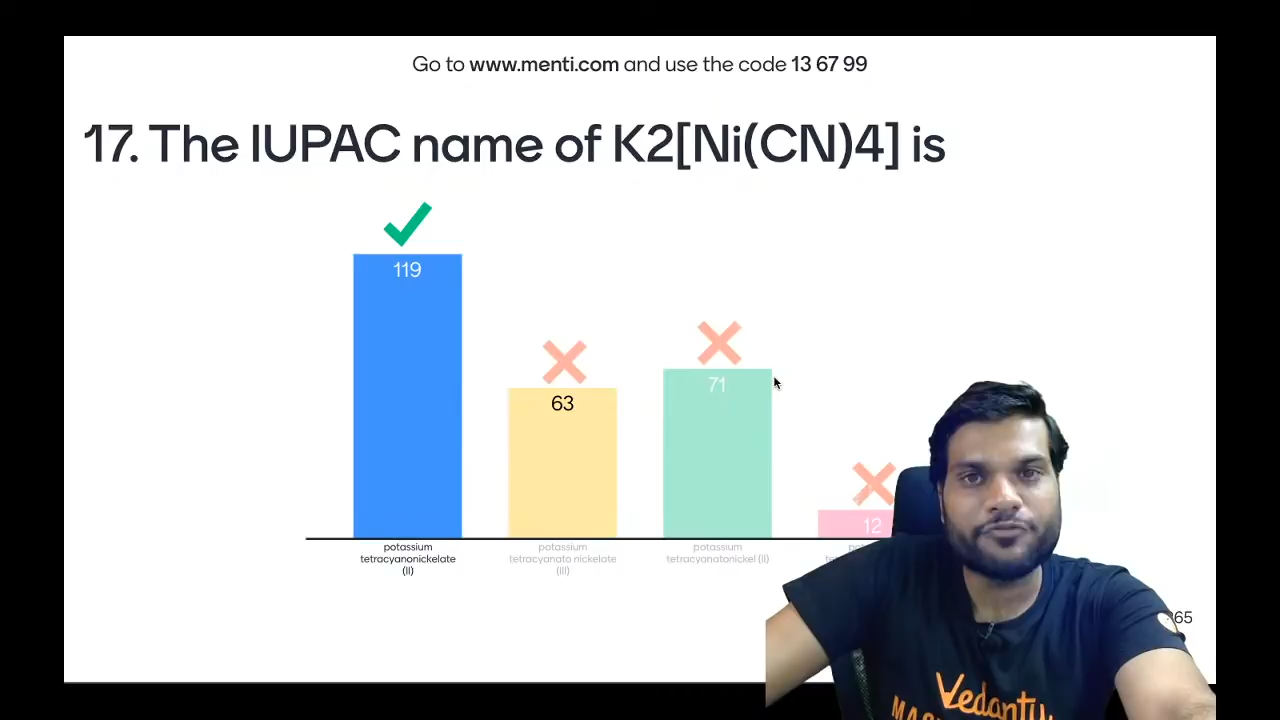 Go to www.menti.com and use the code 13 67 99
17. The IUPAC name of K2[Ni(CN)4] is
119
63
71
12
potassium
tetracyanonickelate
(II)
potassium
tetracyanato nickelate
(III)
potassium
tetracyanatonickel (II)
65
Vedantu